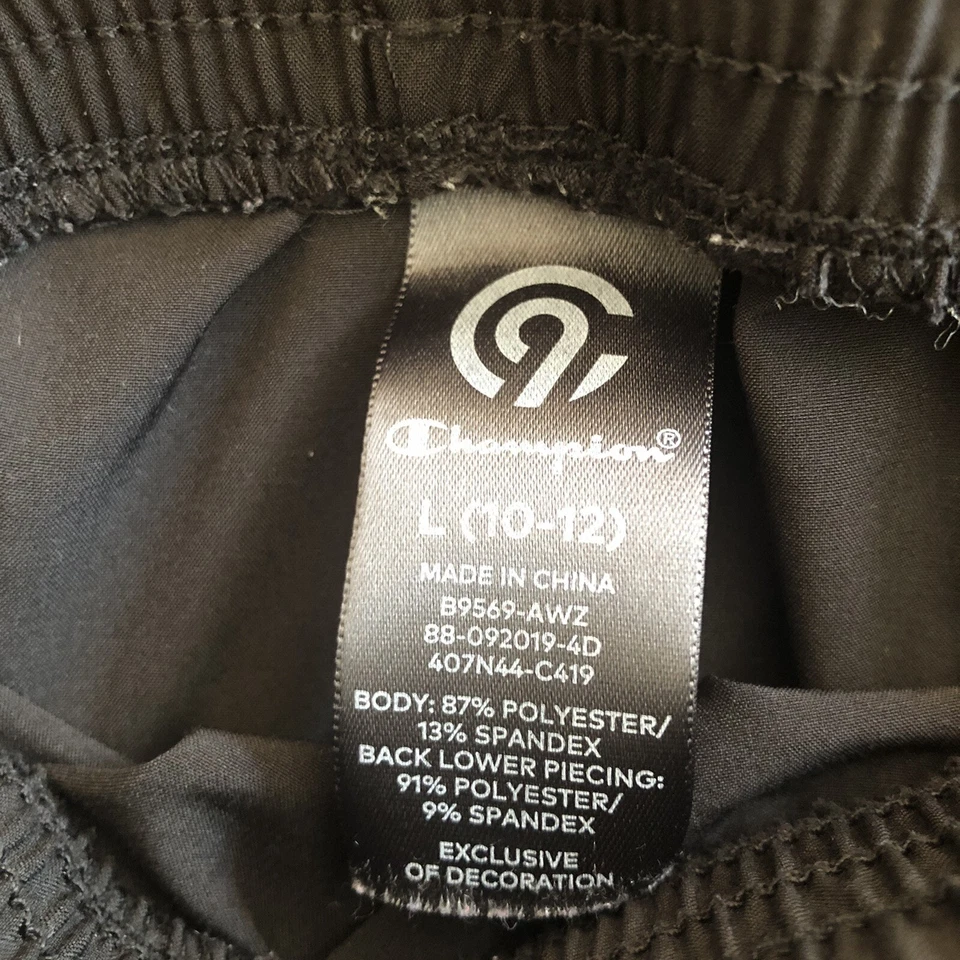 C9
Champion®
L (10-12)
MADE IN CHINA
B9569-AWZ
88-092019-4D
407N44-C419
BODY: 87% POLYESTER/
13% SPANDEX
BACK LOWER PIECING:
91% POLYESTER/
9% SPANDEX
EXCLUSIVE
OF DECORATION